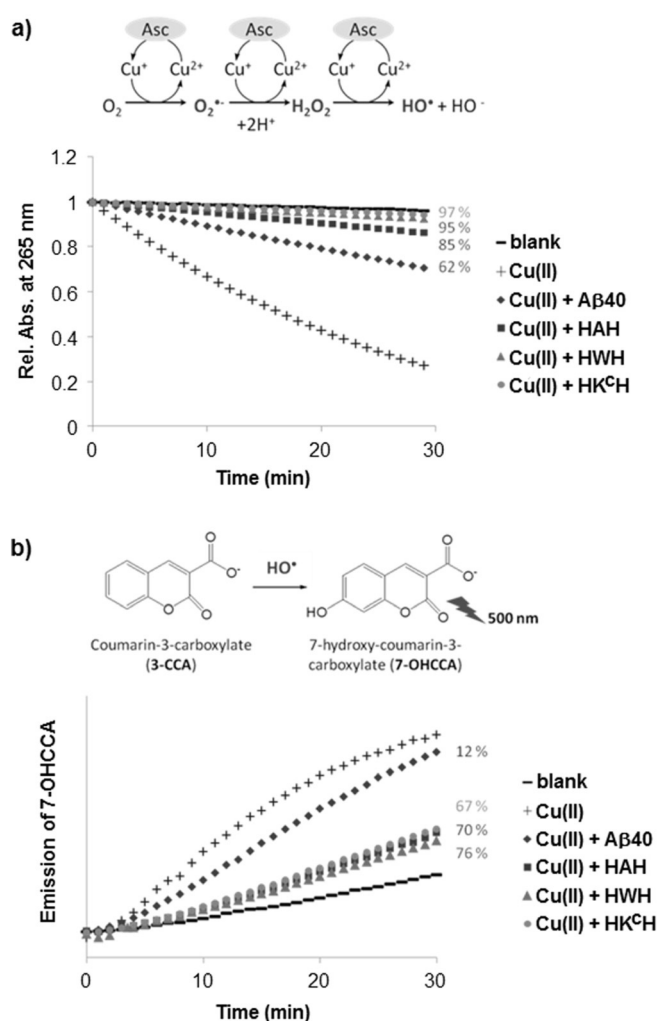 a)
Asc Asc Asc
Cu⁺ Cu²⁺ Cu⁺ Cu²⁺ Cu⁺ Cu²⁺
O₂ O₂•- H₂O₂ HO• + HO -
+2H⁺
Rel. Abs. at 265 nm
1.2
1
0.8
0.6
0.4
0.2
0
97 %
95 %
85 %
62 %
blank
Cu(II)
Cu(II) + Aβ40
Cu(II) + HAH
Cu(II) + HWH
Cu(II) + HKᶜH
0 10 20 30
Time (min)
b)
O
O-
O
O
HO•
O
O-
HO
O
O
500 nm
Coumarin-3-carboxylate
(3-CCA)
7-hydroxy-coumarin-3-
carboxylate (7-OHCCA)
Emission of 7-OHCCA
12 %
67 %
70 %
76 %
blank
Cu(II)
Cu(II) + Aβ40
Cu(II) + HAH
Cu(II) + HWH
Cu(II) + HKᶜH
0 10 20 30
Time (min)